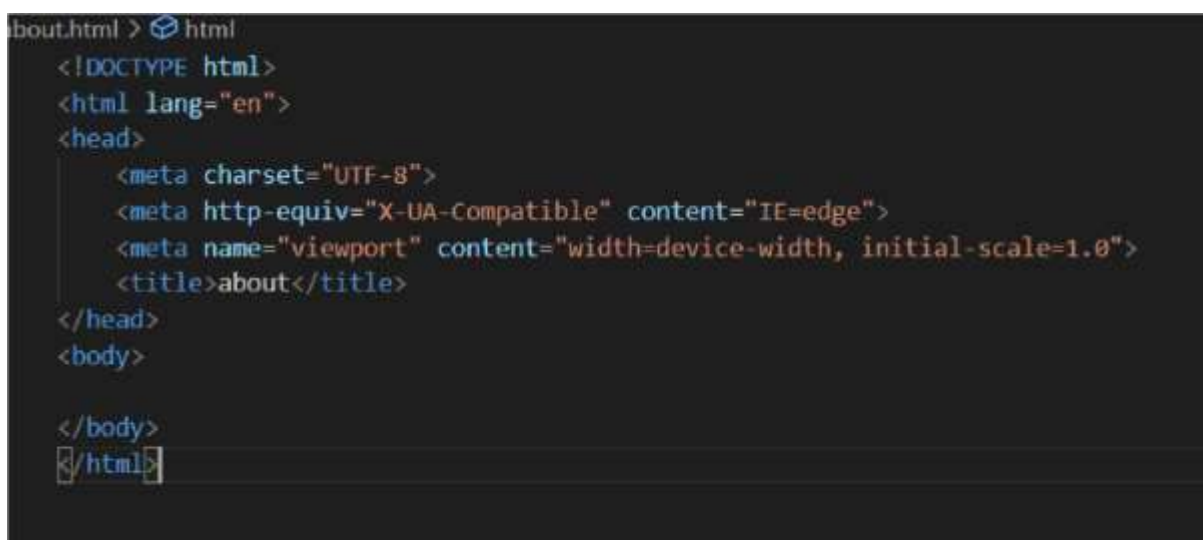 bout.html > html
<!DOCTYPE html>
<html lang="en">
<head>
    <meta charset="UTF-8">
    <meta http-equiv="X-UA-Compatible" content="IE=edge">
    <meta name="viewport" content="width=device-width, initial-scale=1.0">
    <title>about</title>
</head>
<body>

</body>
</html>